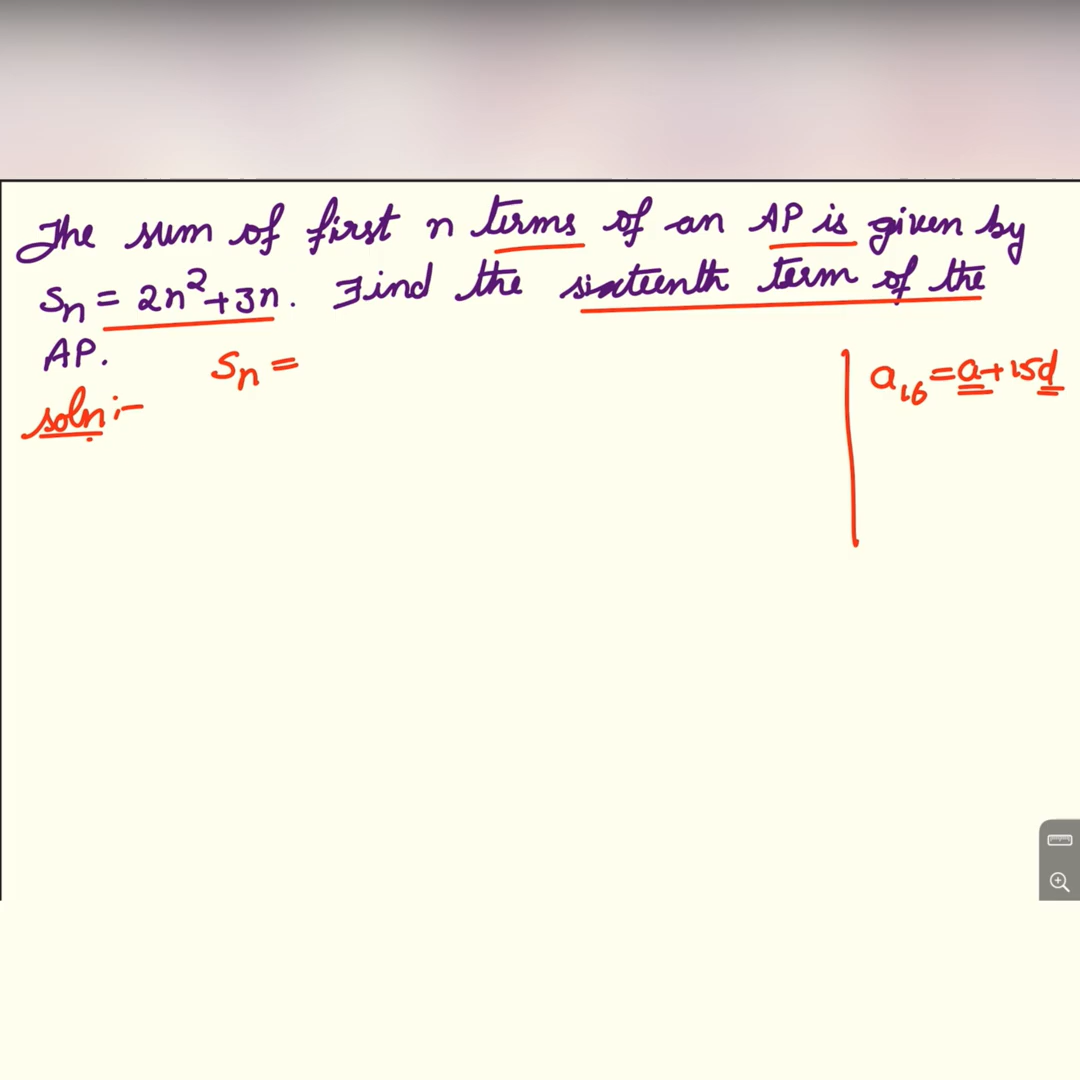 The sum of first n terms of an AP is given by
Sn = 2n²+3n. Find the sixteenth term of the
AP.
Sn =
a₁₆ = a+15d
soln:-